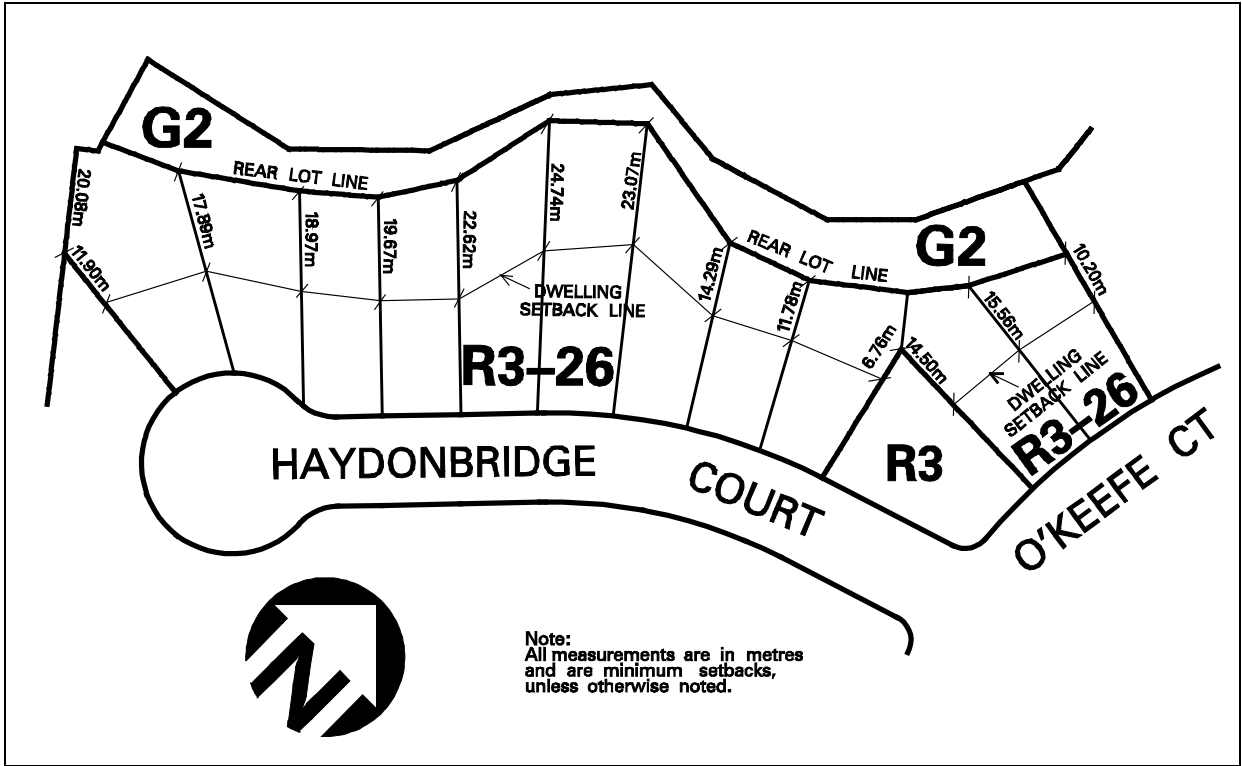 G2
REAR LOT LINE
20.08m
11.90m
17.89m
18.97m
19.67m
22.62m
24.74m
23.07m
14.29m
11.78m
6.76m
REAR LOT LINE
G2
10.20m
15.56m
14.50m
DWELLING
SETBACK LINE
R3-26
DWELLING
SETBACK LINE
R3-26
R3
HAYDONBRIDGE COURT
O'KEEFE CT
N
Note:
All measurements are in metres
and are minimum setbacks,
unless otherwise noted.